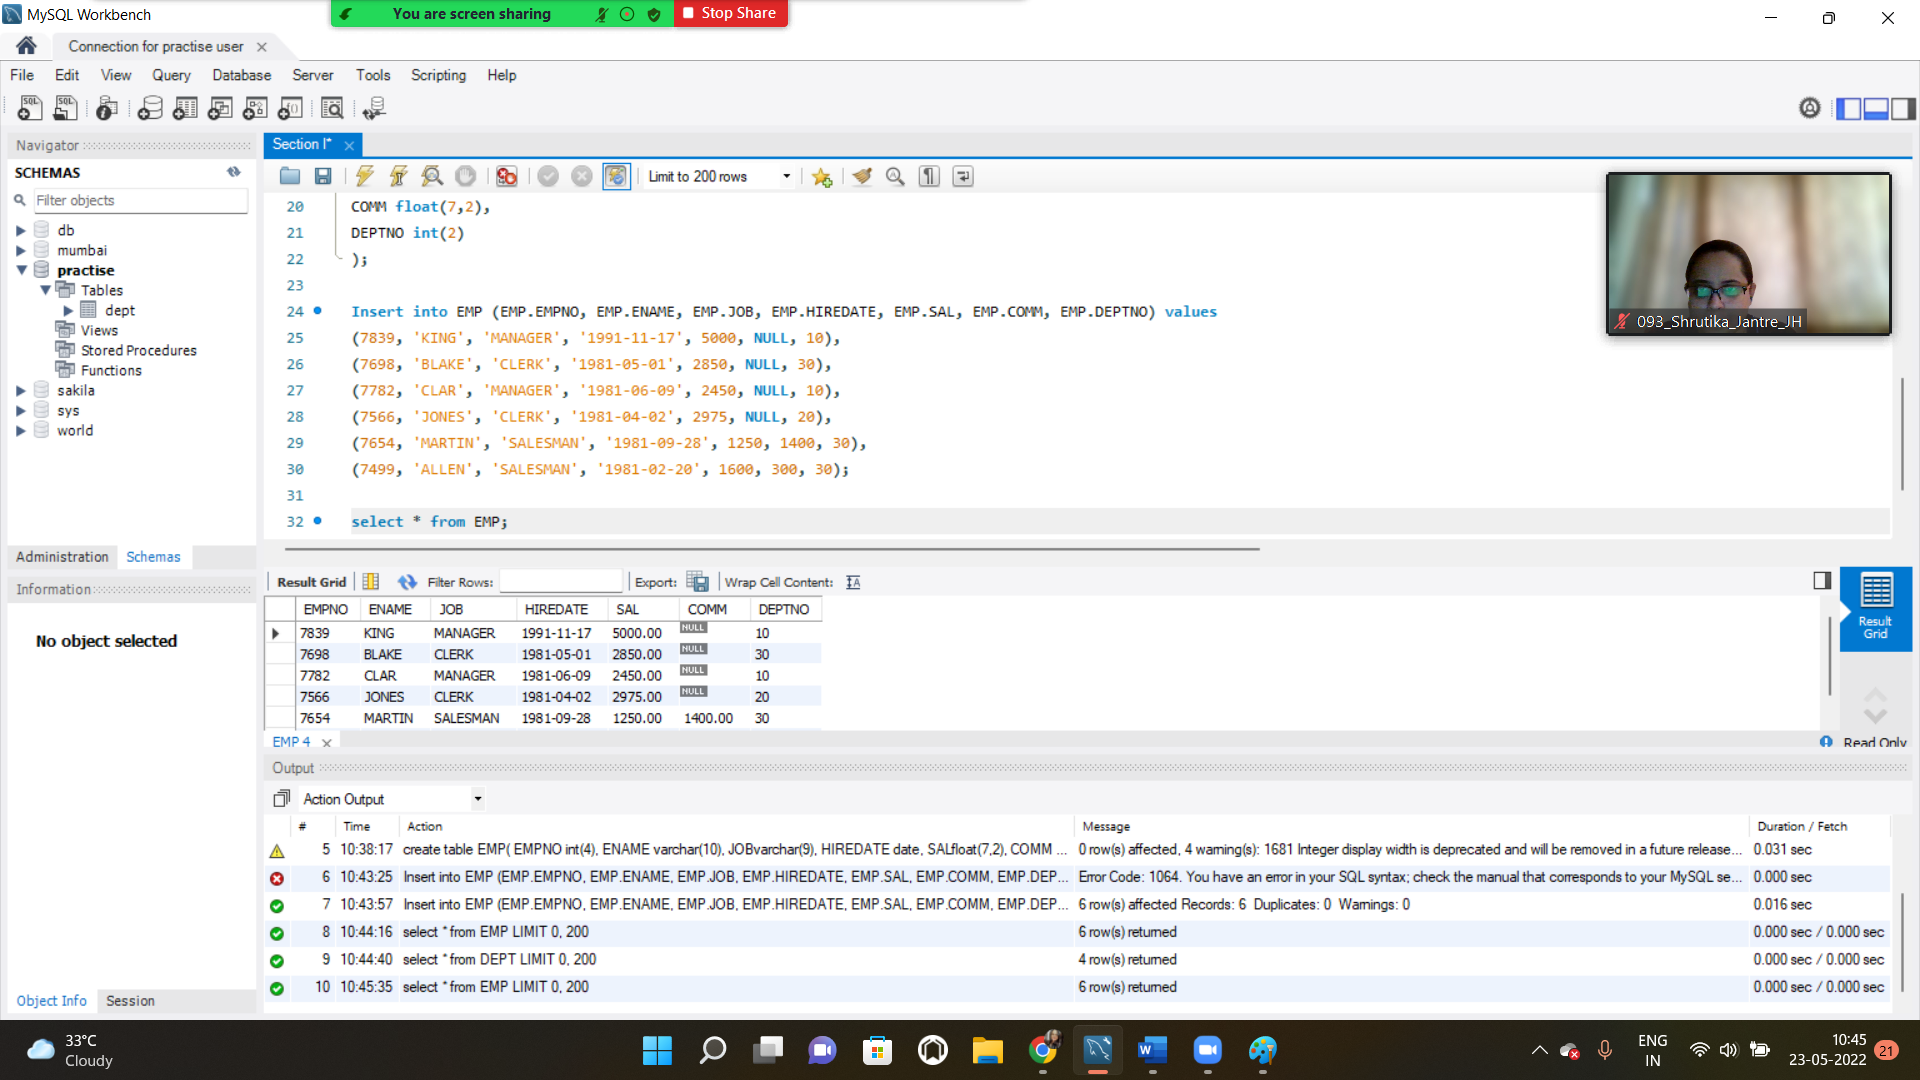 MySQL Workbench
You are screen sharing
Stop Share
Connection for practise user
File Edit View Query Database Server Tools Scripting Help
Navigator
SCHEMAS
Filter objects
db
mumbai
practise
Tables
dept
Views
Stored Procedures
Functions
sakila
sys
world
Administration Schemas
Information
No object selected
Object Info Session
Section I*
Limit to 200 rows
20 COMM float(7,2),
21 DEPTNO int(2)
22 );
23
24 Insert into EMP (EMP.EMPNO, EMP.ENAME, EMP.JOB, EMP.HIREDATE, EMP.SAL, EMP.COMM, EMP.DEPTNO) values
25 (7839, 'KING', 'MANAGER', '1991-11-17', 5000, NULL, 10),
26 (7698, 'BLAKE', 'CLERK', '1981-05-01', 2850, NULL, 30),
27 (7782, 'CLAR', 'MANAGER', '1981-06-09', 2450, NULL, 10),
28 (7566, 'JONES', 'CLERK', '1981-04-02', 2975, NULL, 20),
29 (7654, 'MARTIN', 'SALESMAN', '1981-09-28', 1250, 1400, 30),
30 (7499, 'ALLEN', 'SALESMAN', '1981-02-20', 1600, 300, 30);
31
32 select * from EMP;
093_Shrutika_Jantre_JH
Result Grid Filter Rows: Export: Wrap Cell Content:
EMPNO ENAME JOB HIREDATE SAL COMM DEPTNO
7839 KING MANAGER 1991-11-17 5000.00 NULL 10
7698 BLAKE CLERK 1981-05-01 2850.00 NULL 30
7782 CLAR MANAGER 1981-06-09 2450.00 NULL 10
7566 JONES CLERK 1981-04-02 2975.00 NULL 20
7654 MARTIN SALESMAN 1981-09-28 1250.00 1400.00 30
Result
Grid
EMP 4
Read Only
Output
Action Output
# Time Action Message Duration / Fetch
5 10:38:17 create table EMP( EMPNO int(4), ENAME varchar(10), JOBvarchar(9), HIREDATE date, SALfloat(7,2), COMM ... 0 row(s) affected, 4 warning(s): 1681 Integer display width is deprecated and will be removed in a future release... 0.031 sec
6 10:43:25 Insert into EMP (EMP.EMPNO, EMP.ENAME, EMP.JOB, EMP.HIREDATE, EMP.SAL, EMP.COMM, EMP.DEP... Error Code: 1064. You have an error in your SQL syntax; check the manual that corresponds to your MySQL se... 0.000 sec
7 10:43:57 Insert into EMP (EMP.EMPNO, EMP.ENAME, EMP.JOB, EMP.HIREDATE, EMP.SAL, EMP.COMM, EMP.DEP... 6 row(s) affected Records: 6 Duplicates: 0 Warnings: 0 0.016 sec
8 10:44:16 select * from EMP LIMIT 0, 200 6 row(s) returned 0.000 sec / 0.000 sec
9 10:44:40 select * from DEPT LIMIT 0, 200 4 row(s) returned 0.000 sec / 0.000 sec
10 10:45:35 select * from EMP LIMIT 0, 200 6 row(s) returned 0.000 sec / 0.000 sec
33°C
Cloudy
ENG
IN
10:45
23-05-2022
21